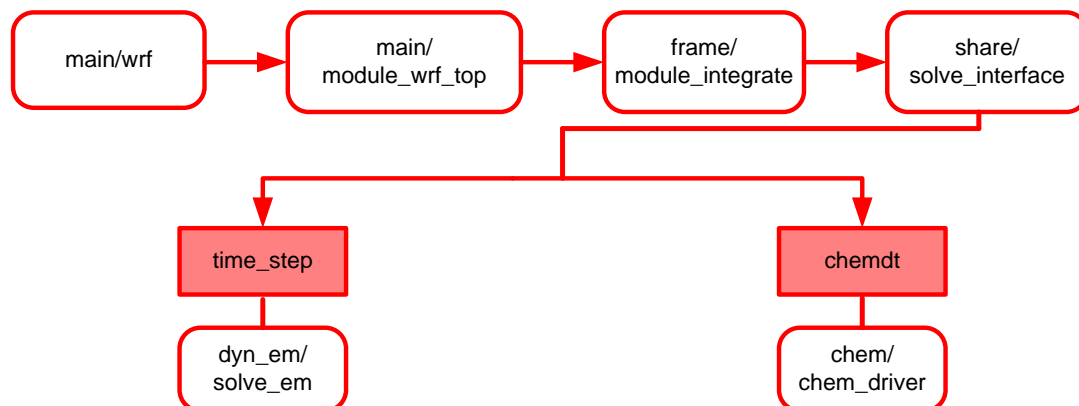 main/wrf
main/
module_wrf_top
frame/
module_integrate
share/
solve_interface
time_step
chemdt
dyn_em/
solve_em
chem/
chem_driver